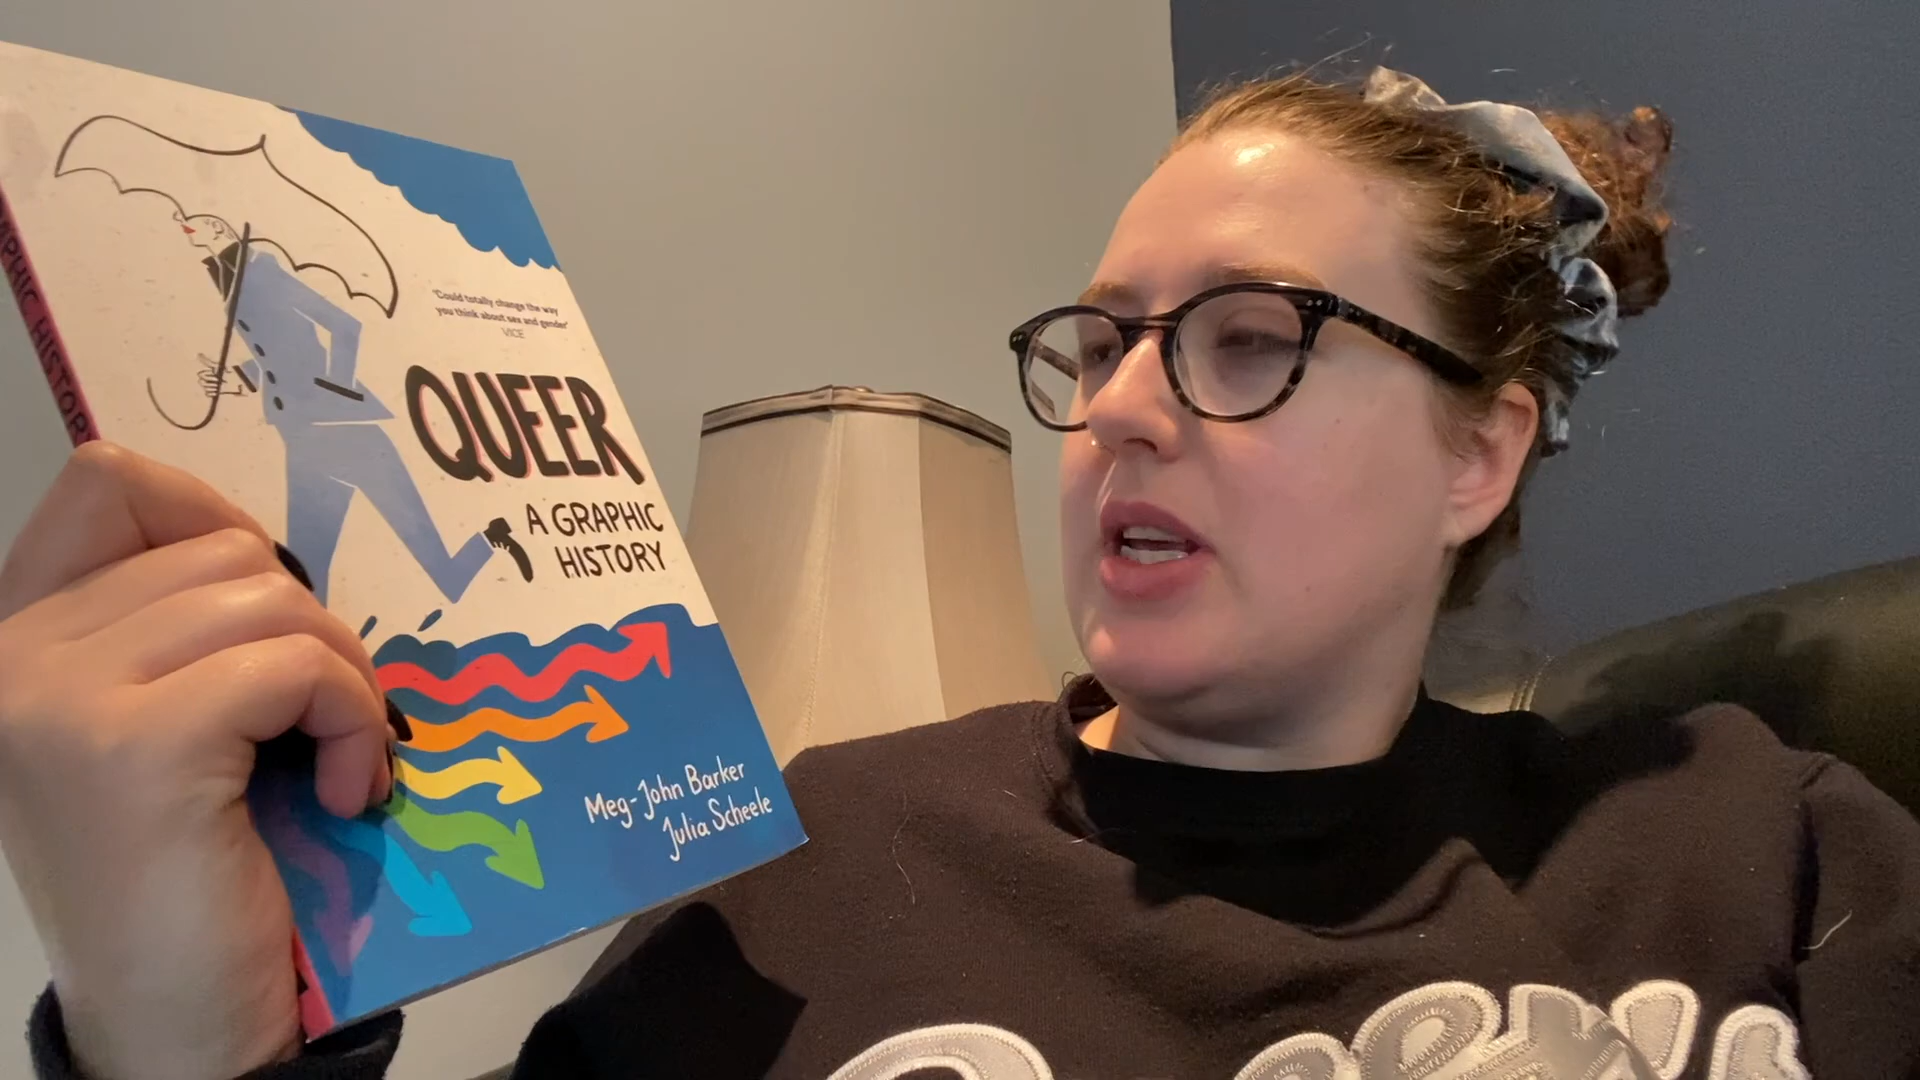 'Could totally change the way
you think about sex and gender'
VICE
QUEER
A GRAPHIC
HISTORY
Meg-John Barker
Julia Scheele
HISTORY